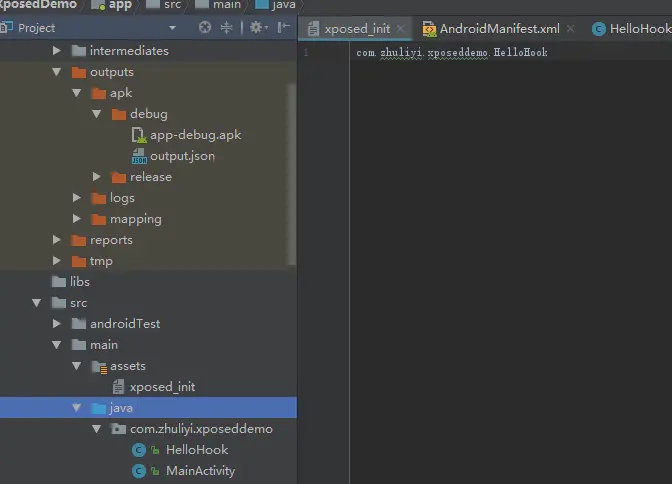 XposedDemo app src main java
Project
xposed_init AndroidManifest.xml HelloHook
intermediates
1 com.zhuliyi.xposeddemo.HelloHook
outputs
apk
debug
app-debug.apk
output.json
release
logs
mapping
reports
tmp
libs
src
androidTest
main
assets
xposed_init
java
com.zhuliyi.xposeddemo
HelloHook
MainActivity